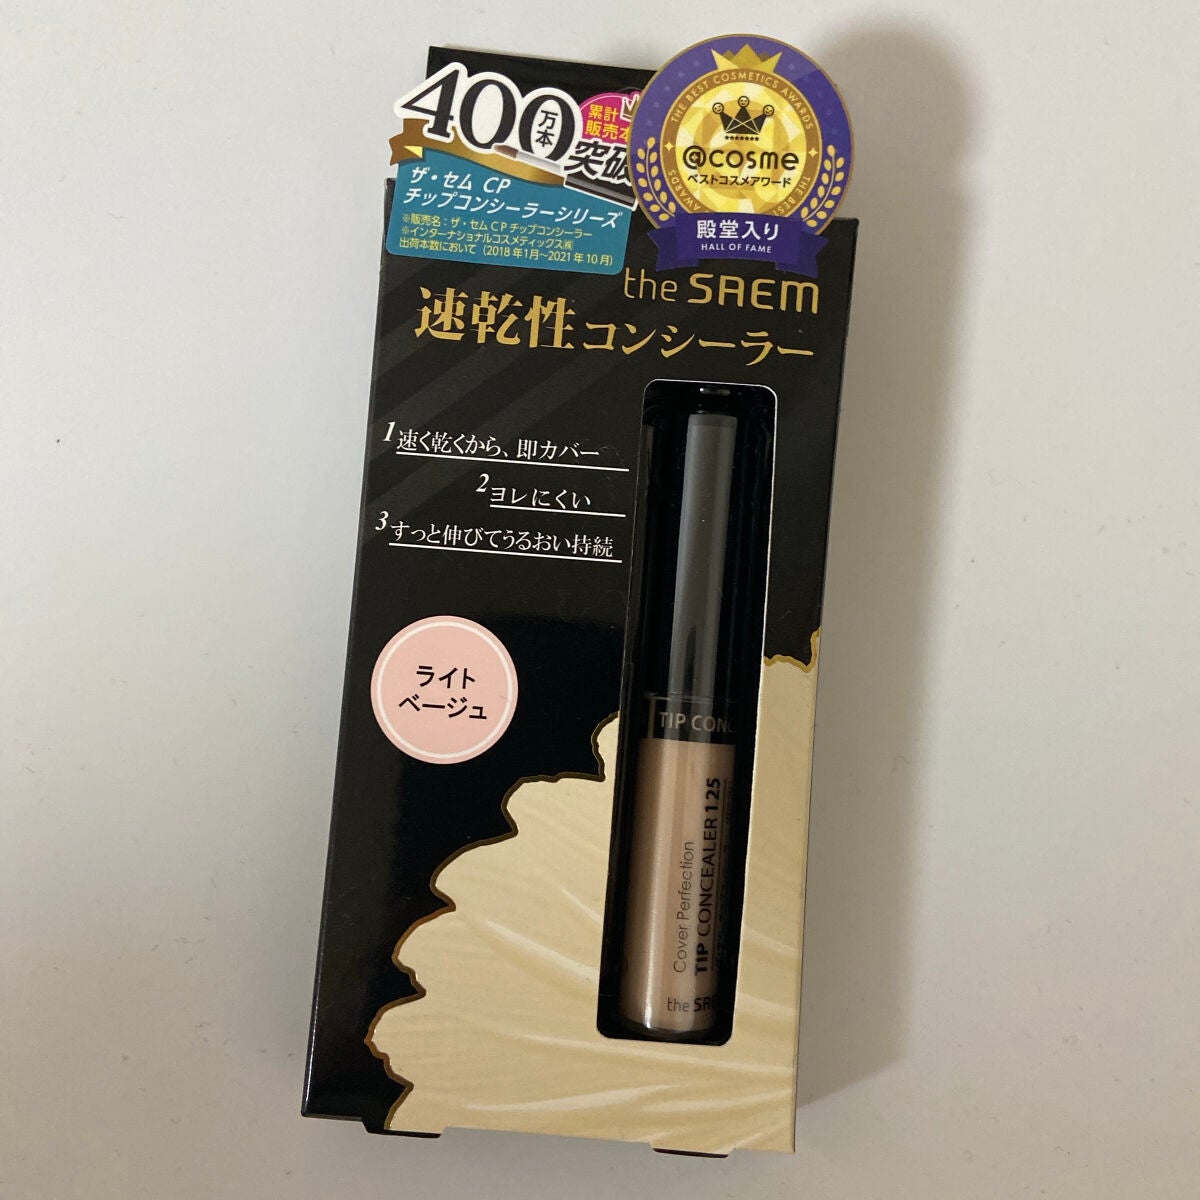 400万本突破
累計
販売本
ザ・セム CP
チップコンシーラーシリーズ
※販売名：ザ・セム CP チップコンシーラー
※インターナショナルコスメティックス㈱
出荷本数において（2018年1月〜2021年10月）
THE BEST COSMETICS AWARDS
@cosme
ベストコスメアワード
AWARDS
THE BEST
殿堂入り
HALL OF FAME
the SAEM
速乾性コンシーラー
1速く乾くから、即カバー
2ヨレにくい
3すっと伸びてうるおい持続
ライト
ベージュ
TIP CONC
Cover Perfection
TIP CONCEALER 1.25
the SAE